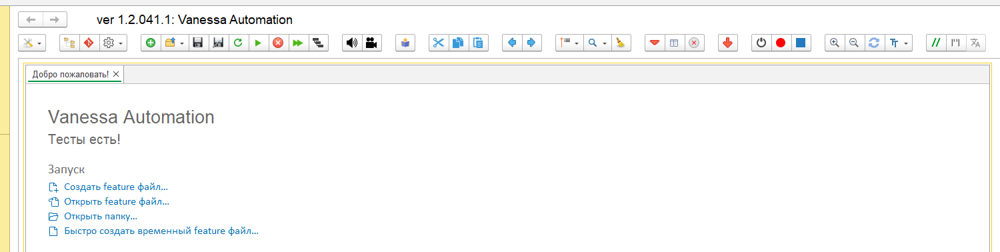 ver 1.2.041.1: Vanessa Automation
Добро пожаловать!
Vanessa Automation
Тесты есть!
Запуск
Создать feature файл...
Открыть feature файл...
Открыть папку...
Быстро создать временный feature файл...